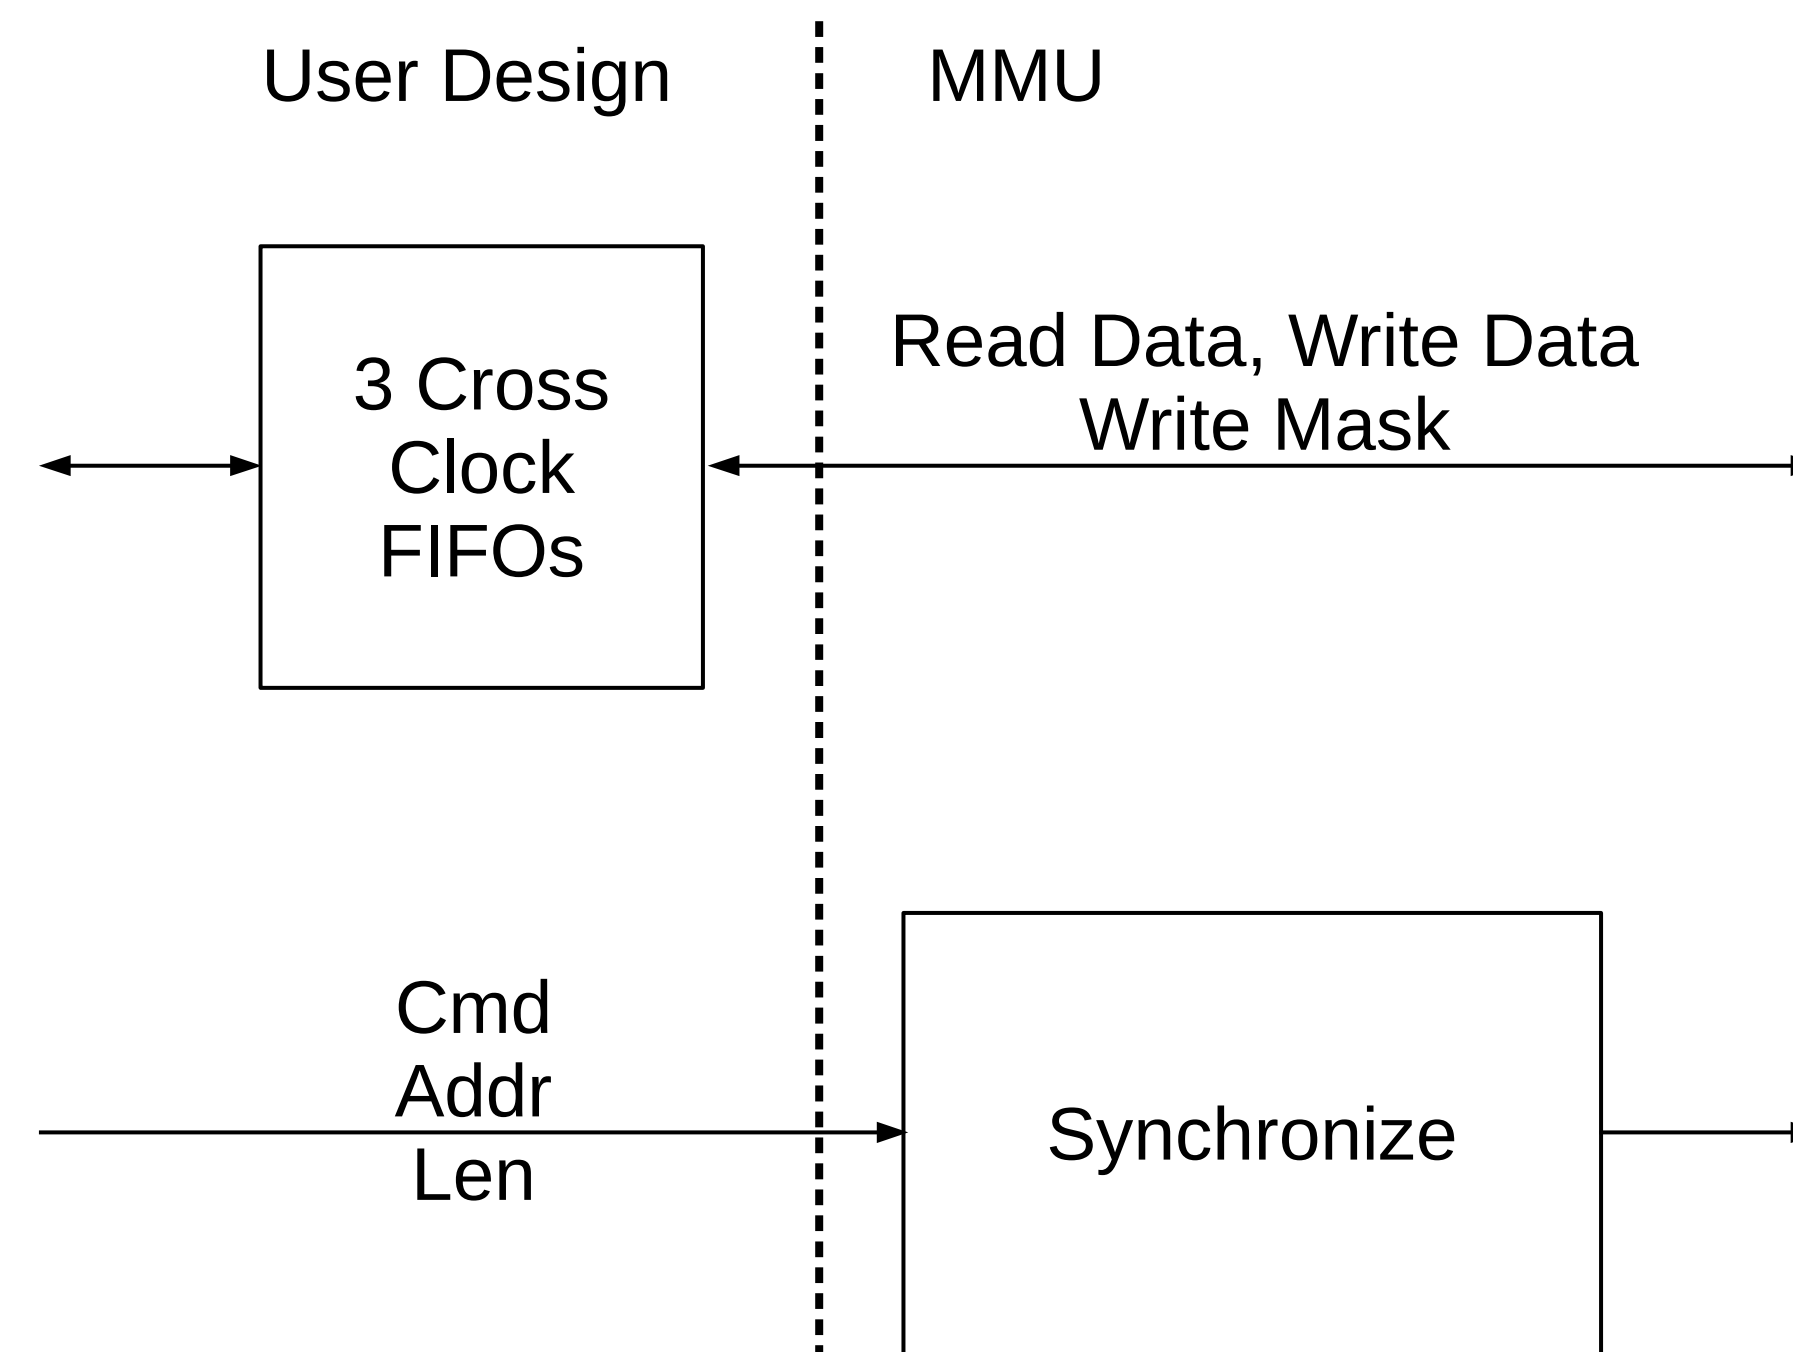 User Design
MMU
3 Cross
Clock
FIFOs
Read Data, Write Data
Write Mask
Cmd
Addr
Len
Synchronize